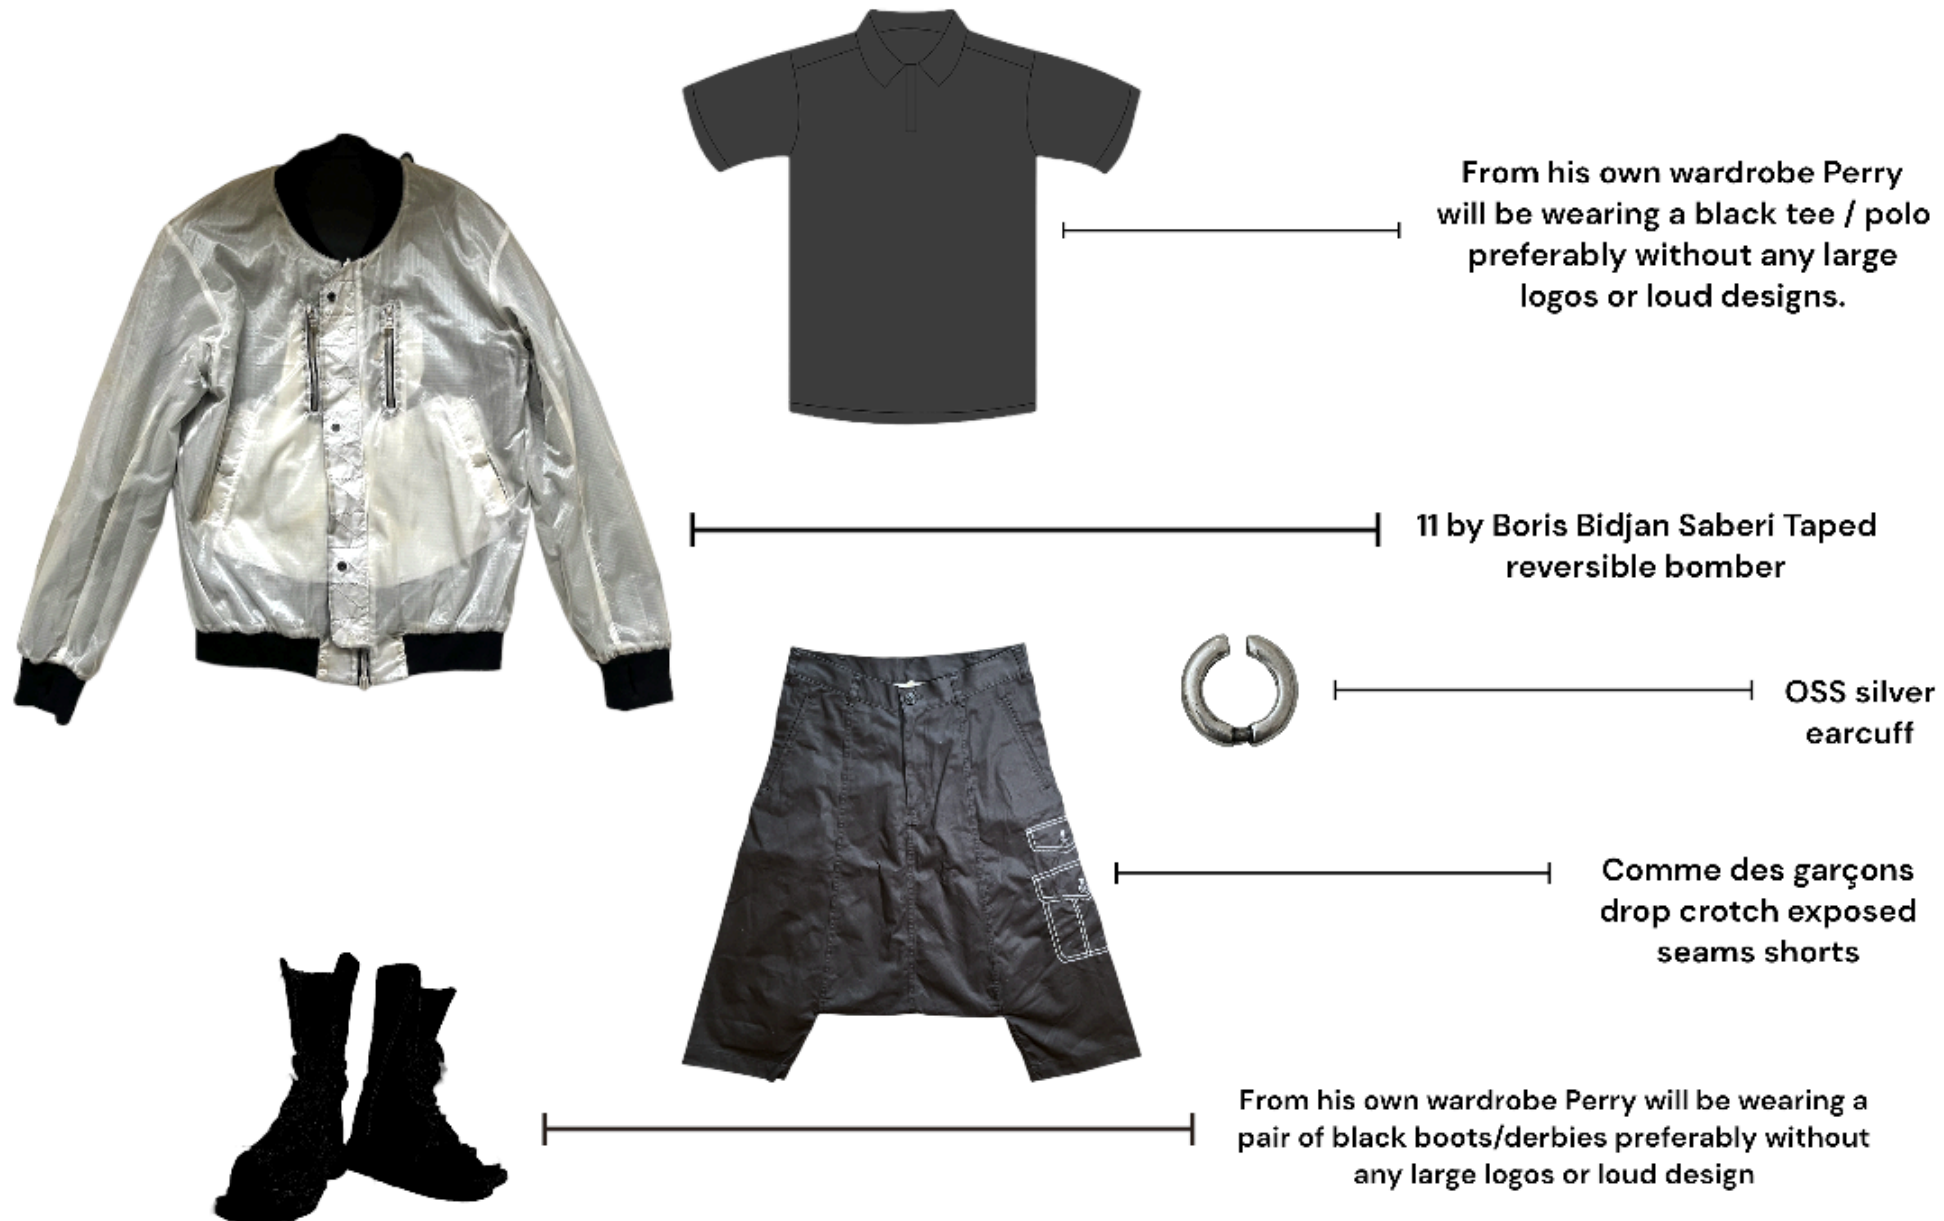 From his own wardrobe Perry
will be wearing a black tee / polo
preferably without any large
logos or loud designs.
11 by Boris Bidjan Saberi Taped
reversible bomber
OSS silver
earcuff
Comme des garçons
drop crotch exposed
seams shorts
From his own wardrobe Perry will be wearing a
pair of black boots/derbies preferably without
any large logos or loud design